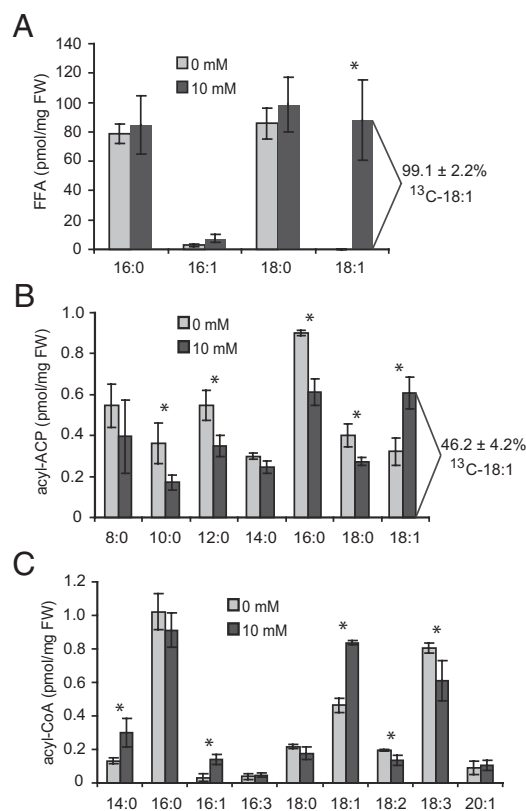 A
140
120
100
80
60
40
20
0
FFA (pmol/mg FW)
0 mM
10 mM
*
99.1 ± 2.2%
¹³C-18:1
16:0 16:1 18:0 18:1
B
1.0
0.8
0.6
0.4
0.2
0
acyl-ACP (pmol/mg FW)
0 mM
10 mM
* * * * *
46.2 ± 4.2%
¹³C-18:1
8:0 10:0 12:0 14:0 16:0 18:0 18:1
C
1.2
1.0
0.8
0.6
0.4
0.2
0
acyl-CoA (pmol/mg FW)
0 mM
10 mM
* * * * *
14:0 16:0 16:1 16:3 18:0 18:1 18:2 18:3 20:1